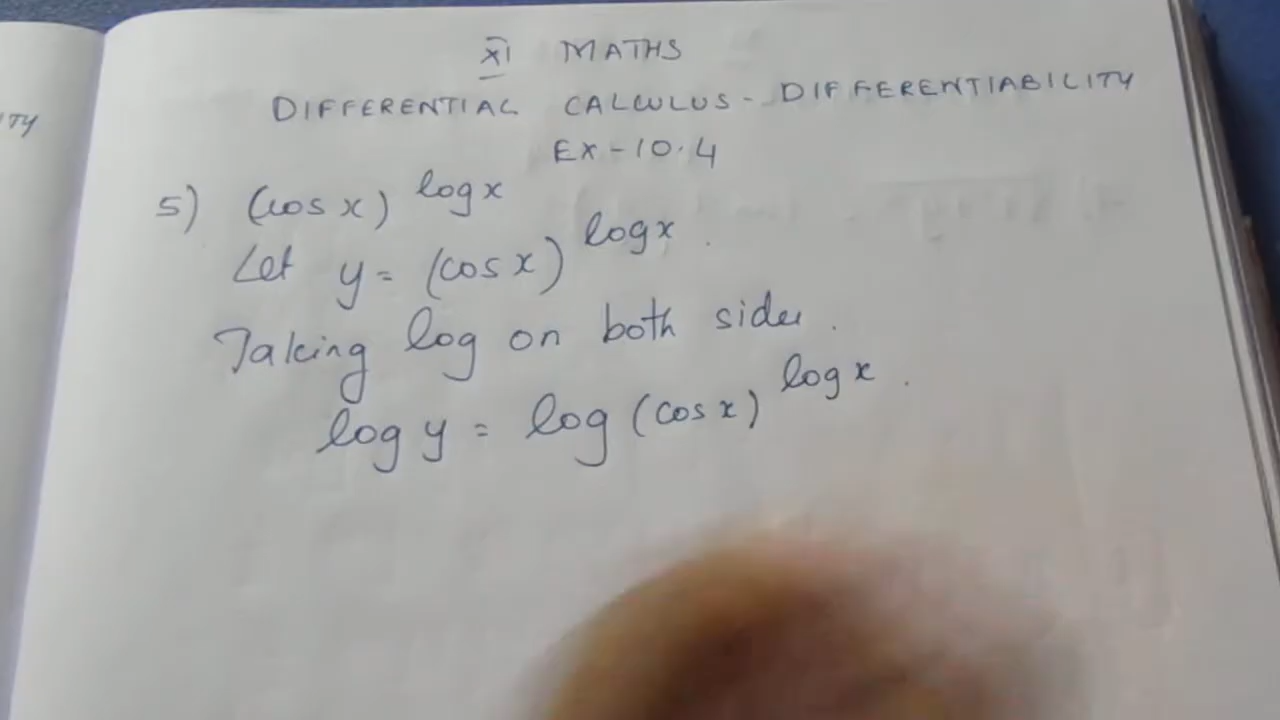 TY
XI MATHS
DIFFERENTIAL CALCULUS - DIFFERENTIABILITY
EX-10.4
5) (cos x)^log x
Let y = (cos x)^log x.
Taking log on both sides.
log y = log (cos x)^log x.